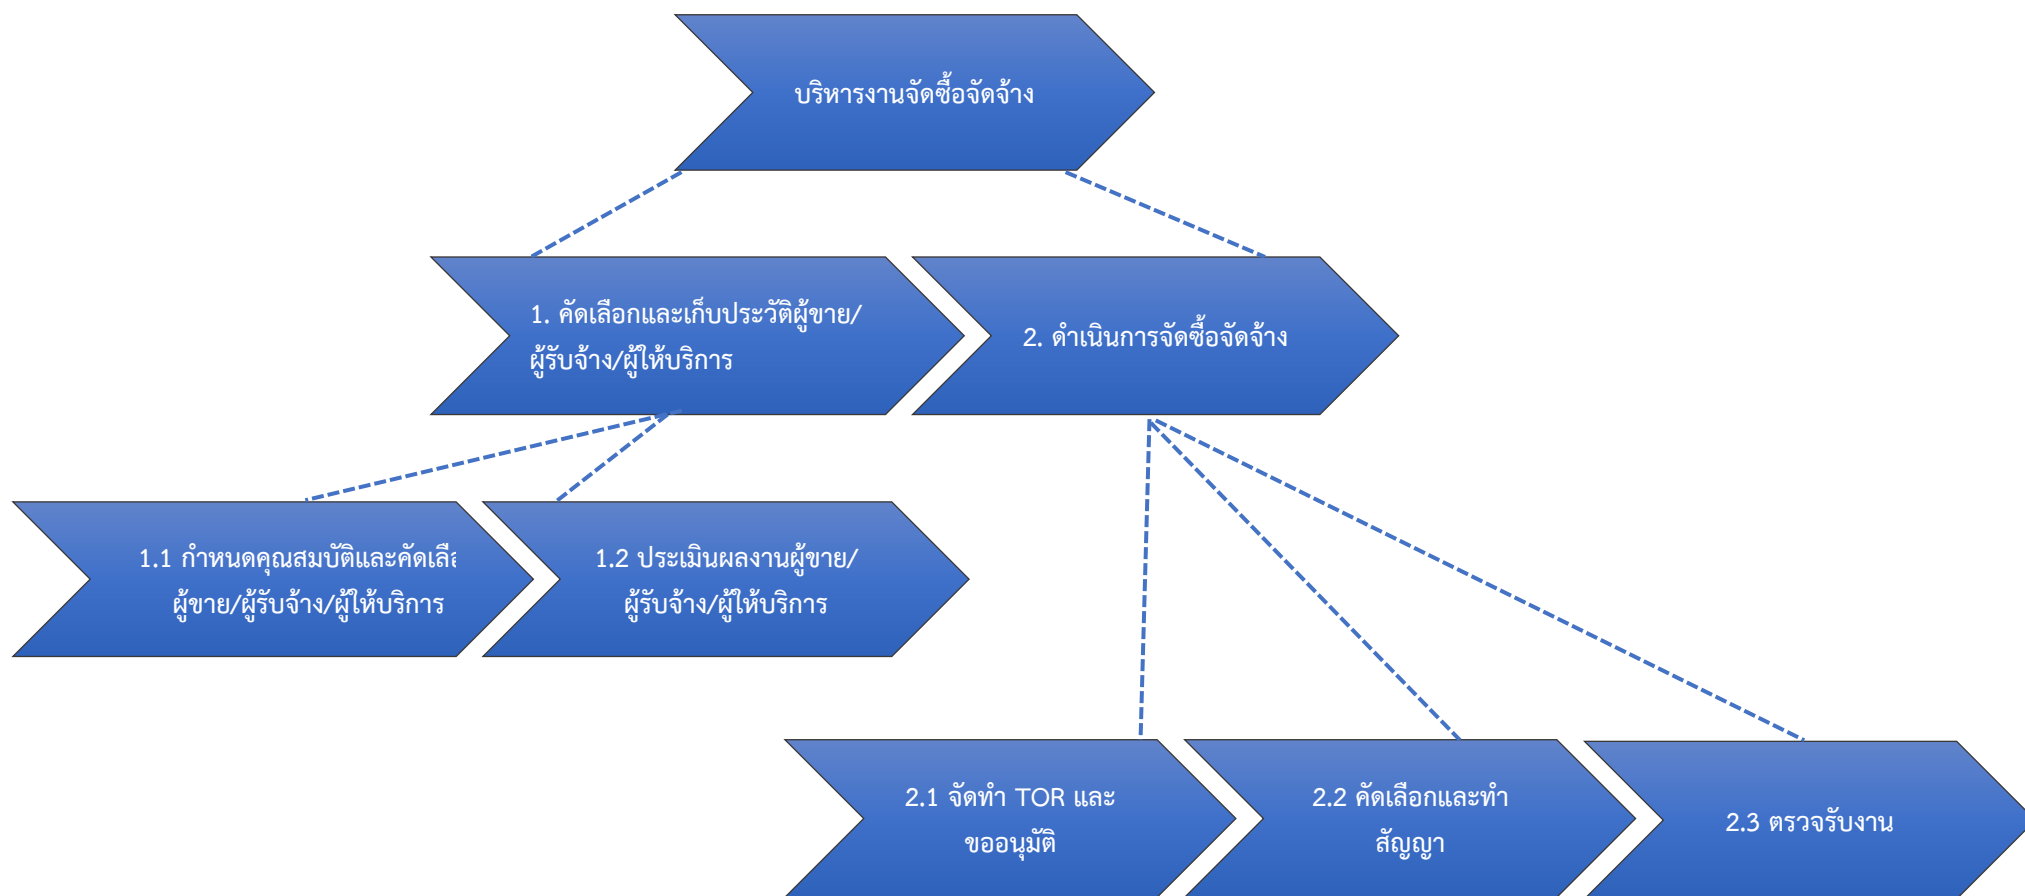 บริหารงานจัดซื้อจัดจ้าง
1. คัดเลือกและเก็บประวัติผู้ขาย/
ผู้รับจ้าง/ผู้ให้บริการ
2. ดำเนินการจัดซื้อจัดจ้าง
1.1 กำหนดคุณสมบัติและคัดเลื
ผู้ขาย/ผู้รับจ้าง/ผู้ให้บริการ
1.2 ประเมินผลงานผู้ขาย/
ผู้รับจ้าง/ผู้ให้บริการ
2.1 จัดทำ TOR และ
ขออนุมัติ
2.2 คัดเลือกและทำ
สัญญา
2.3 ตรวจรับงาน